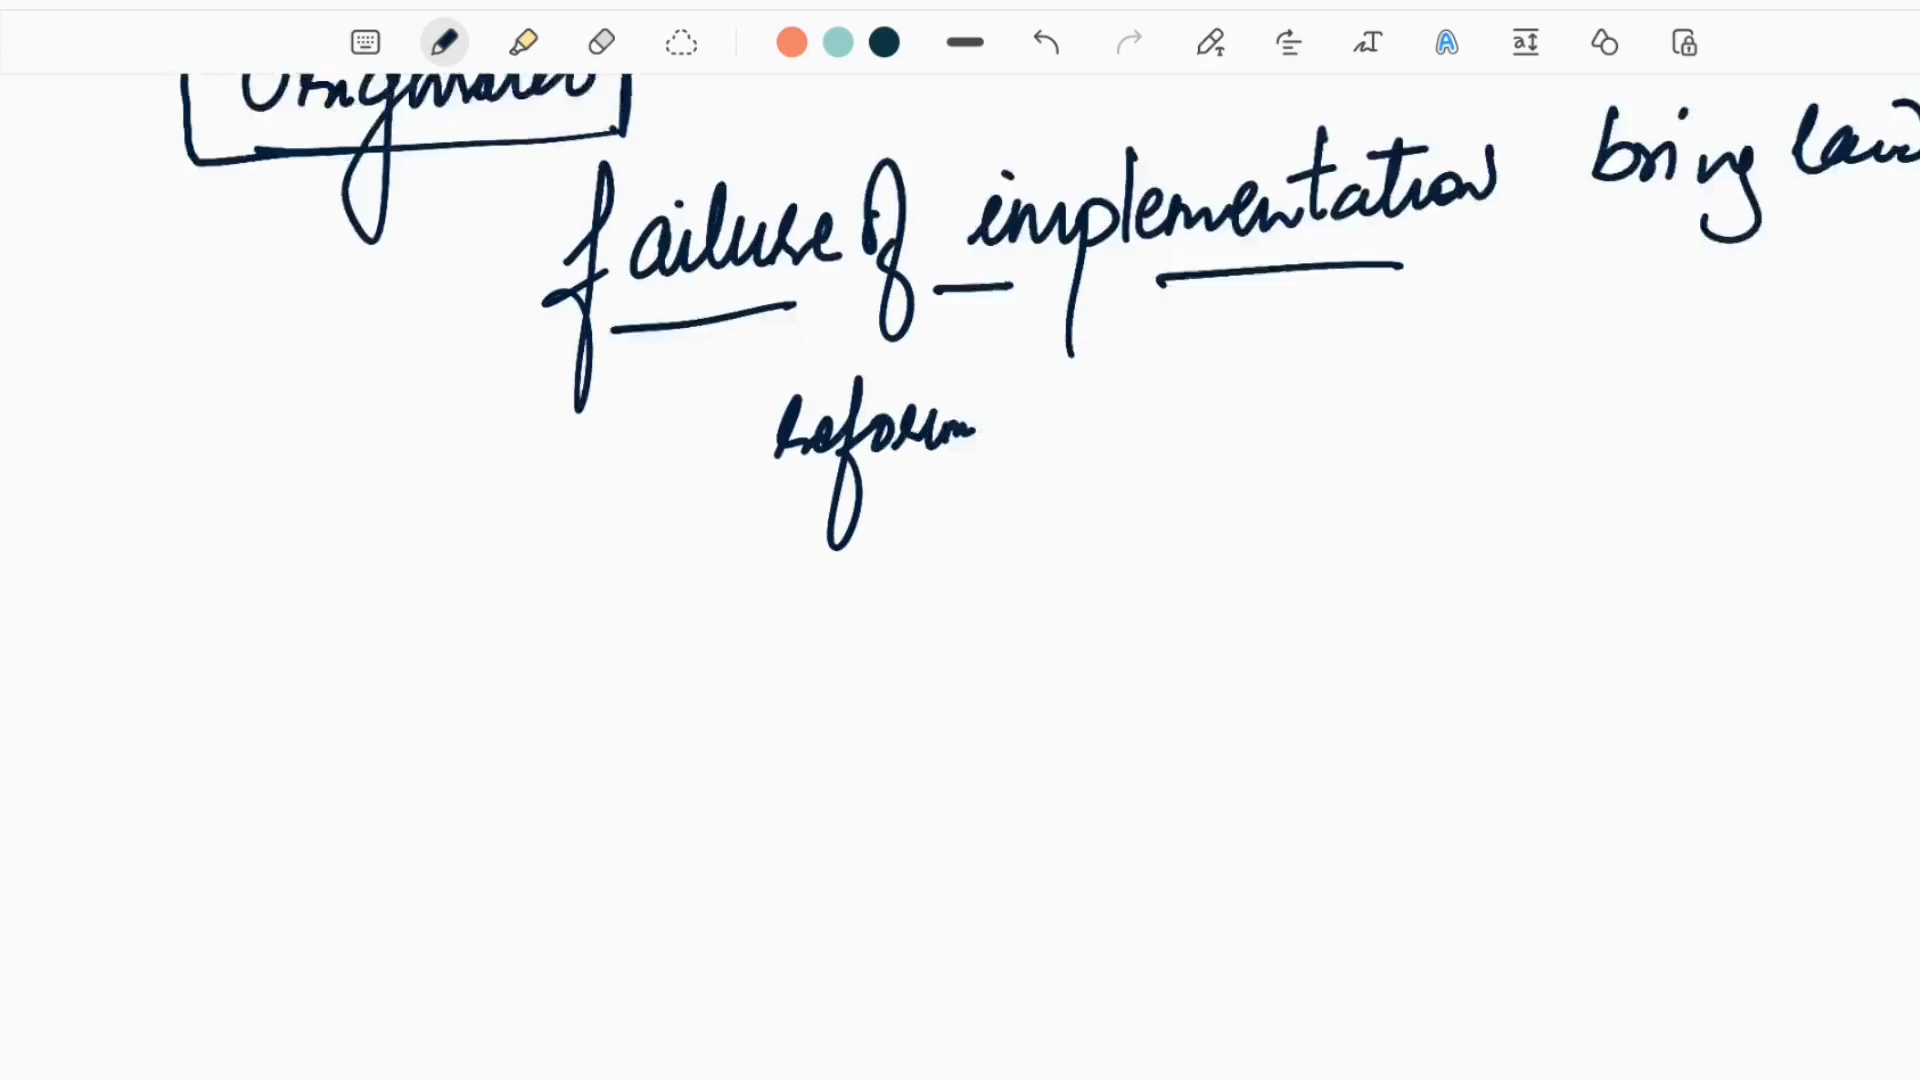 Originated
failure of implementation bring law
reform